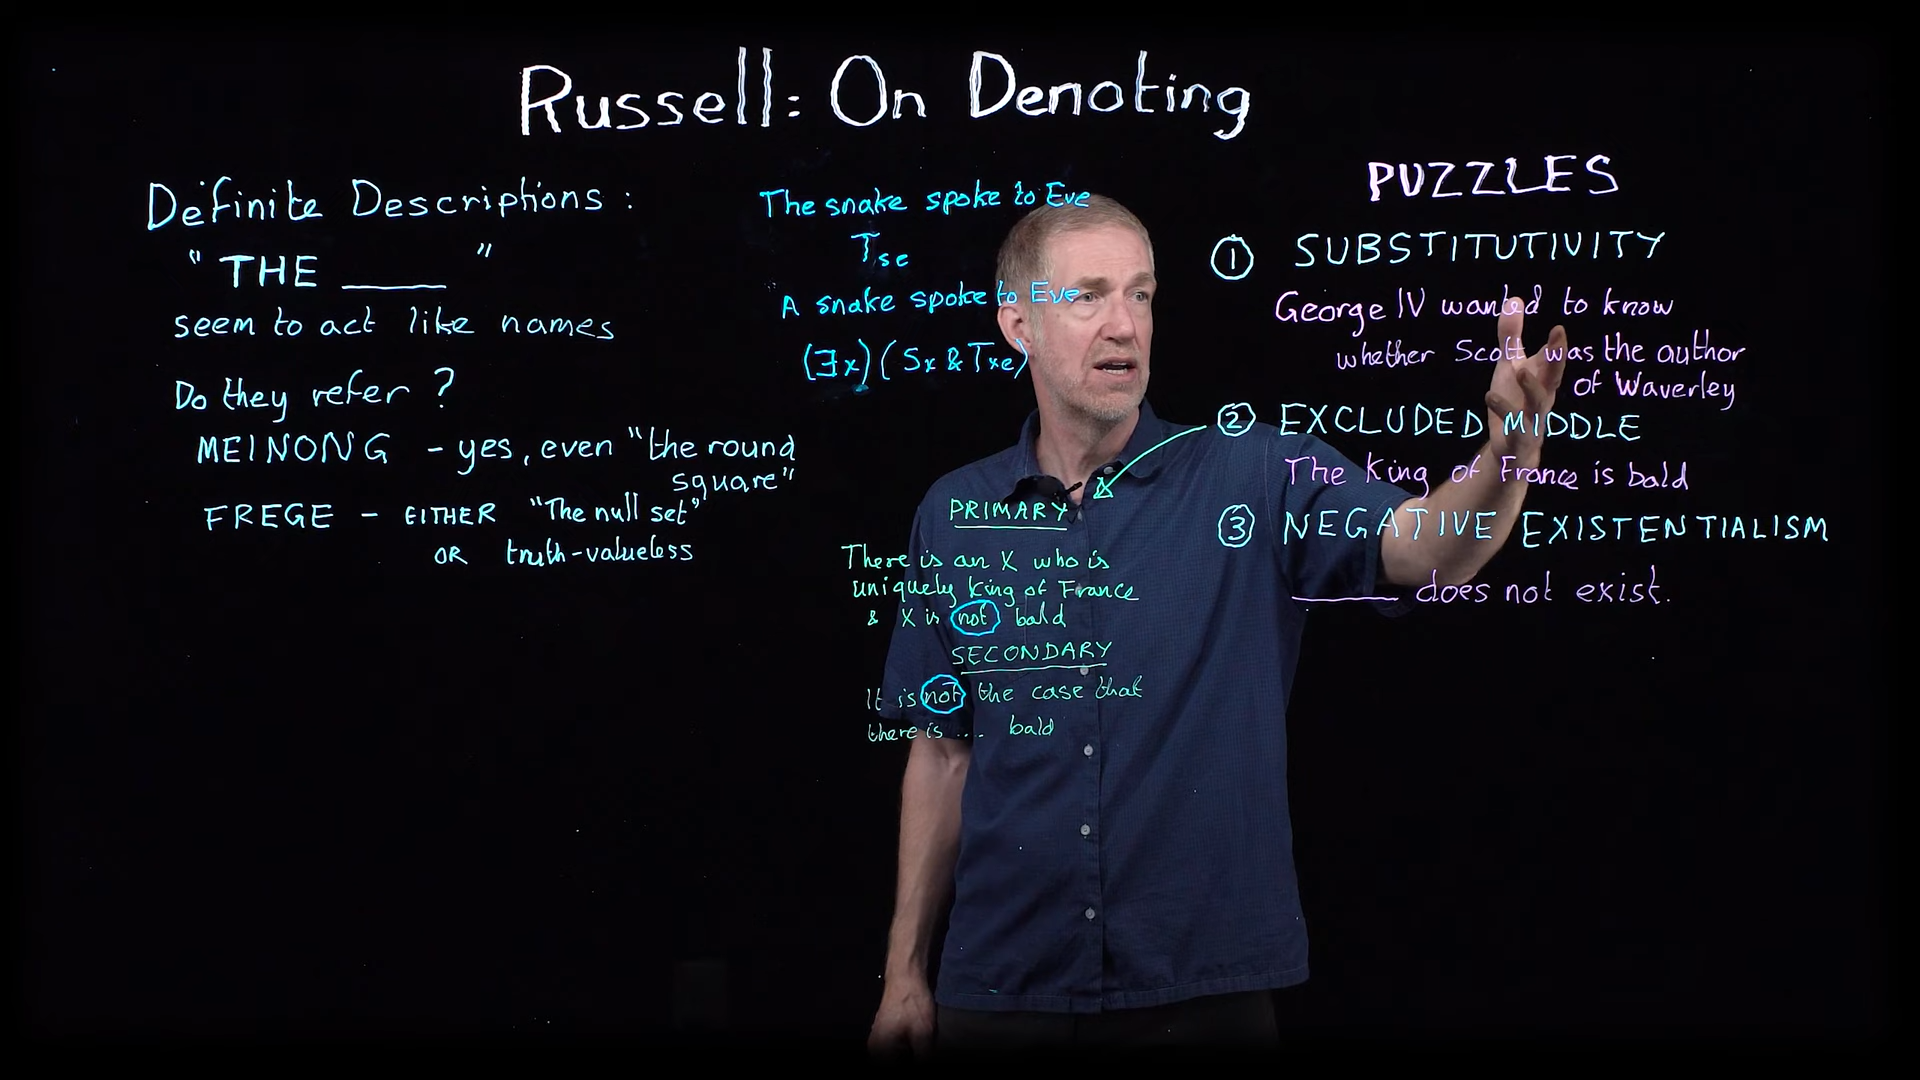 Russell: On Denoting
Definite Descriptions:
"THE ____"
seem to act like names
Do they refer?
MEINONG - yes, even "the round
square"
FREGE - EITHER "The null set"
OR truth-valueless
The snake spoke to Eve
Tse
A snake spoke to Eve
(∃x)(Sx & Txe)
PRIMARY
There is an X who is
uniquely King of France
& X is not bald
SECONDARY
It is not the case that
there is .... bald
PUZZLES
① SUBSTITUTIVITY
George IV wanted to know
whether Scott was the author
of Waverley
② EXCLUDED MIDDLE
The King of France is bald
③ NEGATIVE EXISTENTIALISM
____ does not exist.